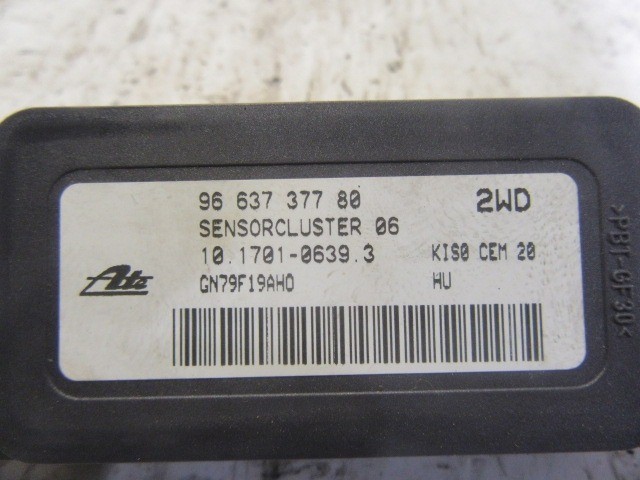 96 637 377 80 2WD
SENSORCLUSTER 06
10.1701-0639.3 KIS0 CEM 20
Ate GN79F19AH0 HU
>PBT-GF30<